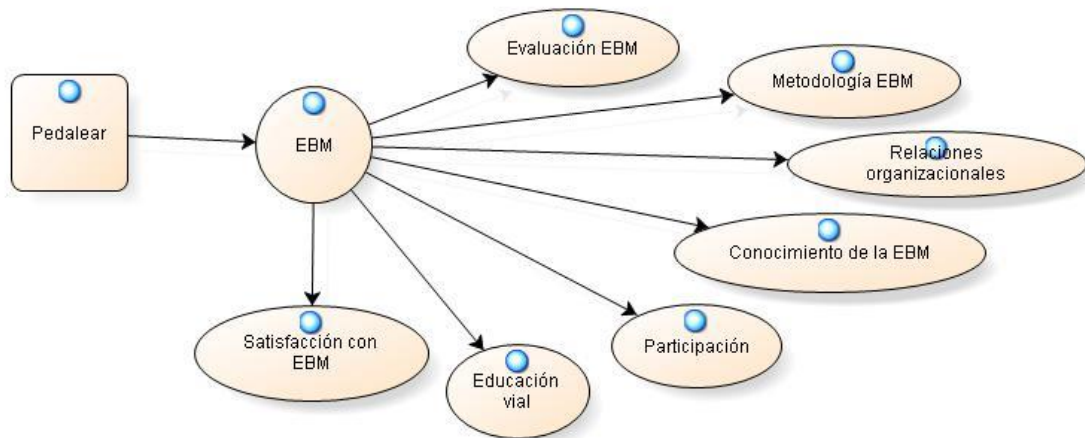 Evaluación EBM
Metodología EBM
Pedalear
EBM
Relaciones
organizacionales
Conocimiento de la EBM
Satisfacción con
EBM
Participación
Educación
vial